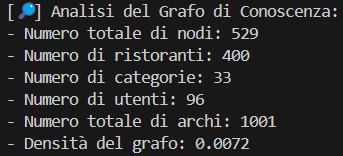 [🔎] Analisi del Grafo di Conoscenza:
- Numero totale di nodi: 529
- Numero di ristoranti: 400
- Numero di categorie: 33
- Numero di utenti: 96
- Numero totale di archi: 1001
- Densità del grafo: 0.0072